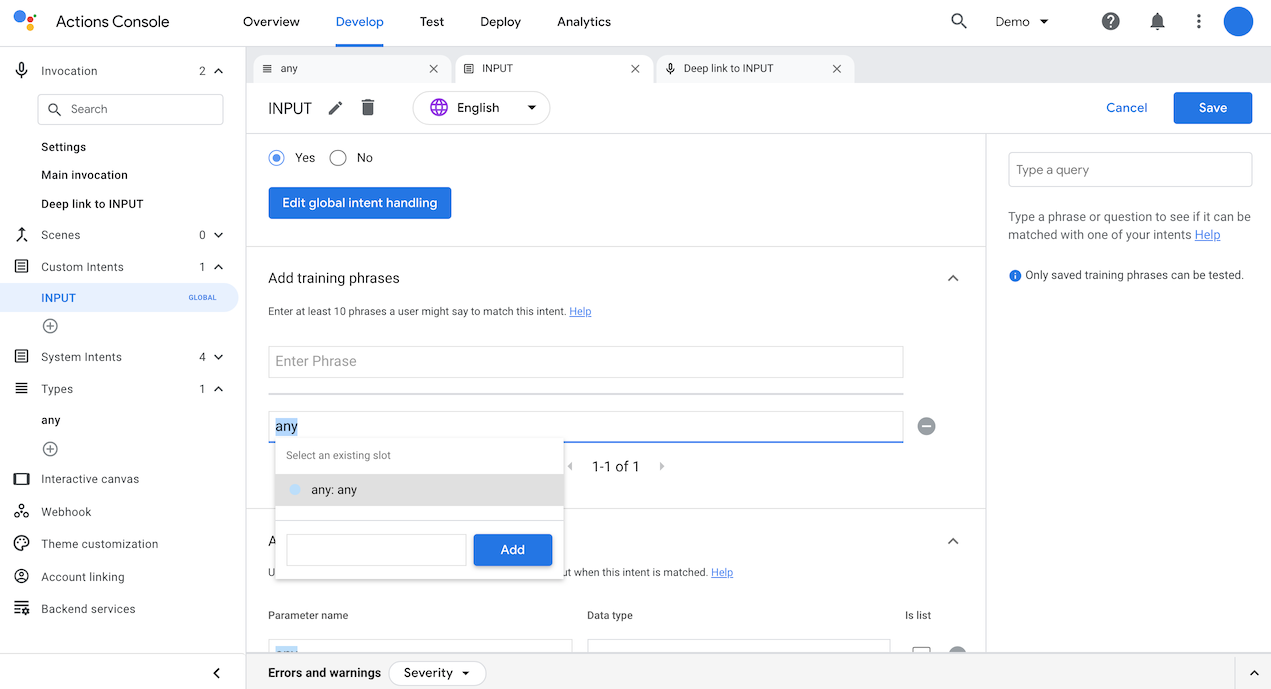 Actions Console Overview Develop Test Deploy Analytics Demo
Invocation 2
Search
Settings
Main invocation
Deep link to INPUT
Scenes 0
Custom Intents 1
INPUT GLOBAL
System Intents 4
Types 1
any
Interactive canvas
Webhook
Theme customization
Account linking
Backend services
any INPUT Deep link to INPUT
INPUT English Cancel Save
Yes No
Edit global intent handling
Add training phrases
Enter at least 10 phrases a user might say to match this intent. Help
Enter Phrase
any
Select an existing slot
1-1 of 1
any: any
Add
when this intent is matched. Help
Parameter name Data type Is list
Type a query
Type a phrase or question to see if it can be
matched with one of your intents Help
Only saved training phrases can be tested.
Errors and warnings Severity